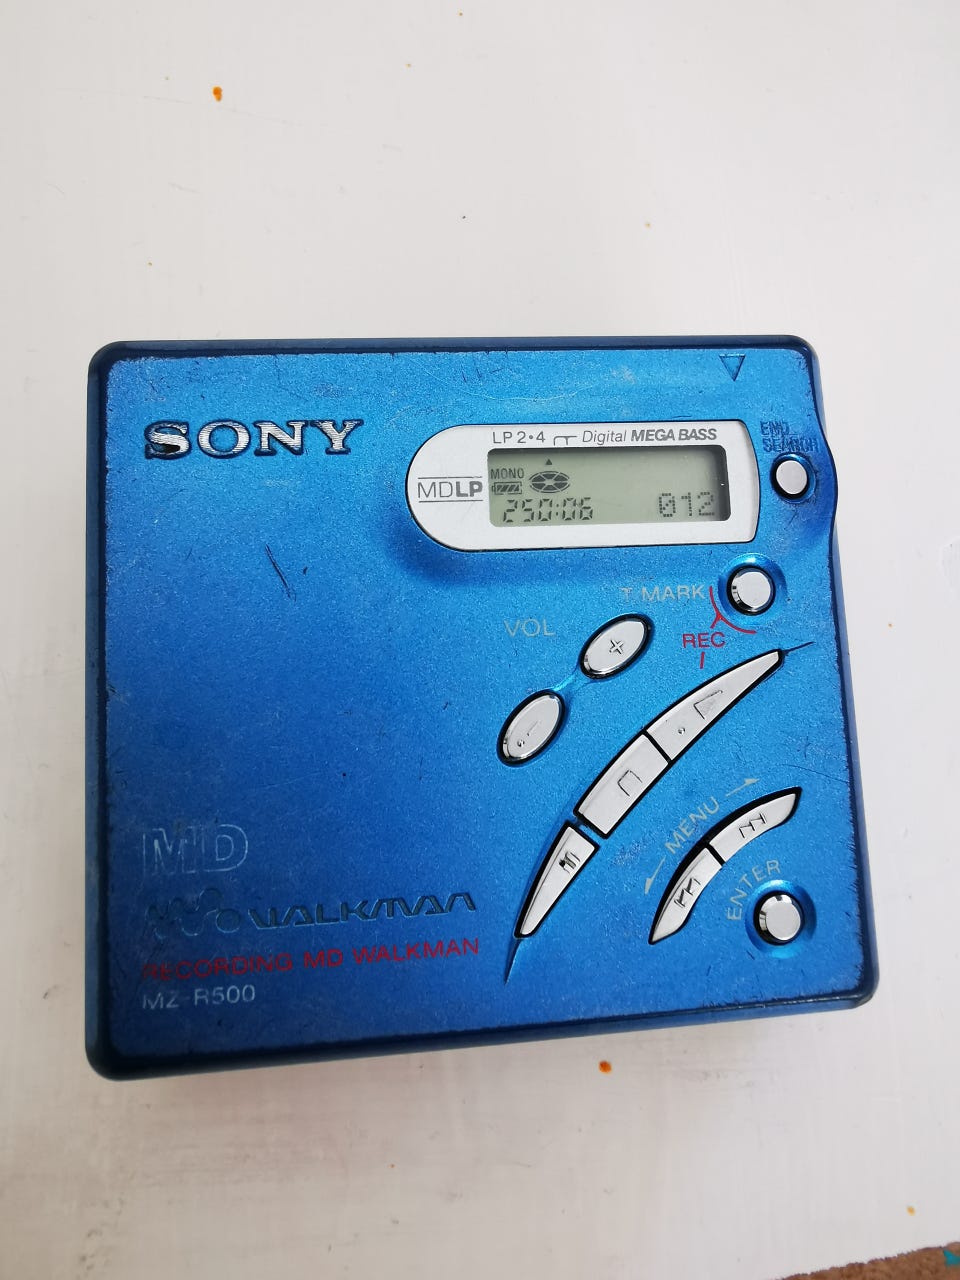 SONY
LP 2•4 Digital MEGA BASS
MDLP
MONO
250:06 012
END
SEARCH
T MARK
REC
VOL
+
-
MENU
ENTER
MD
WALKMAN
RECORDING MD WALKMAN
MZ-R500